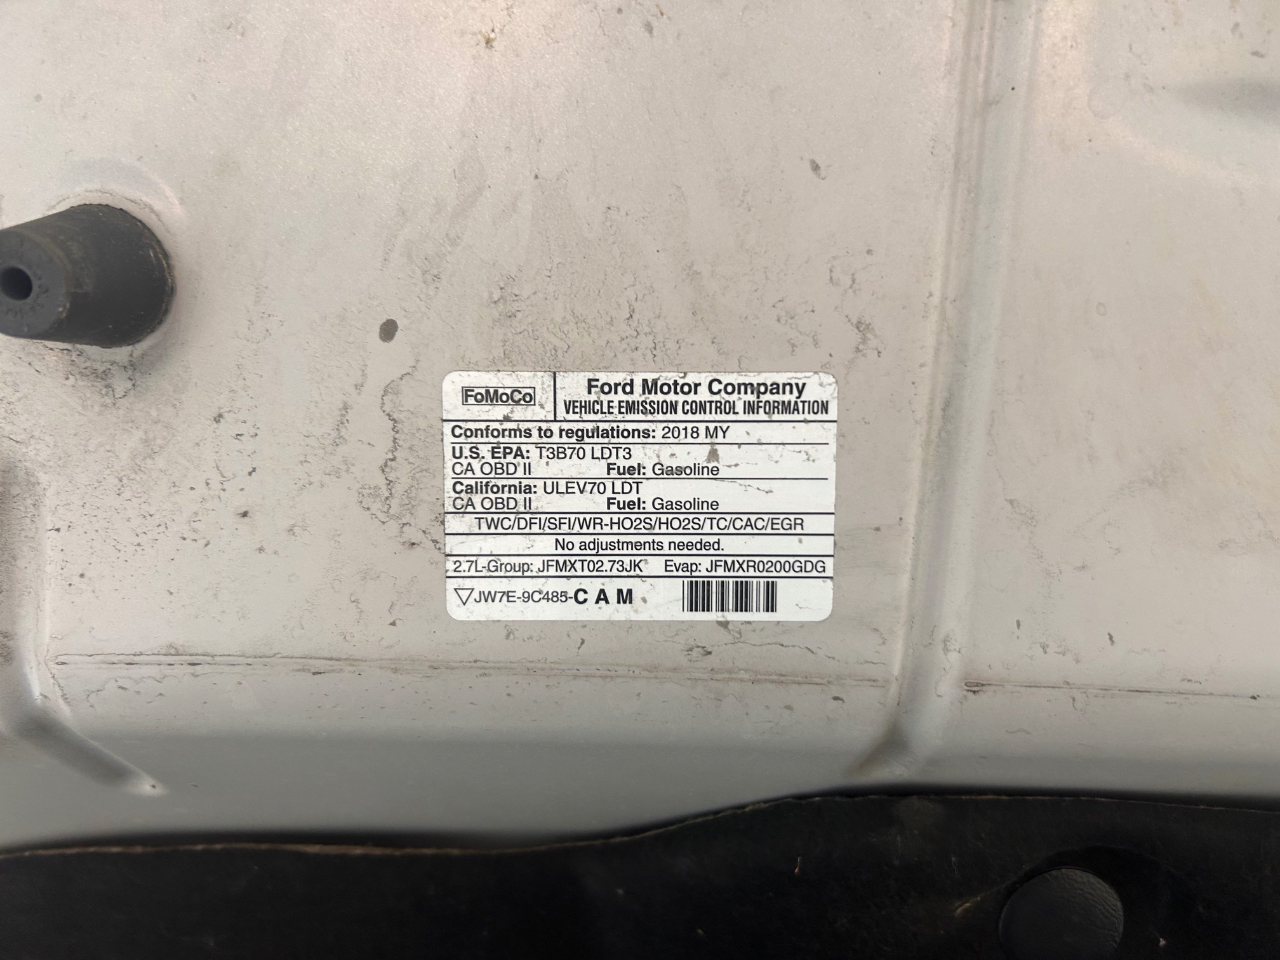 FoMoCo
Ford Motor Company
VEHICLE EMISSION CONTROL INFORMATION
Conforms to regulations: 2018 MY
U.S. EPA: T3B70 LDT3
CA OBD II Fuel: Gasoline
California: ULEV70 LDT
CA OBD II Fuel: Gasoline
TWC/DFI/SFI/WR-HO2S/HO2S/TC/CAC/EGR
No adjustments needed.
2.7L-Group: JFMXT02.73JK Evap: JFMXR0200GDG
JW7E-9C485-CAM